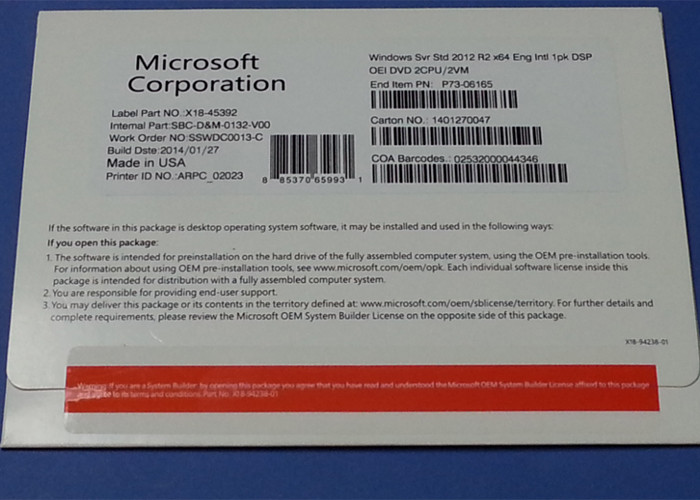 Microsoft
Corporation
Label Part NO.:X18-45392
Internal Part:SBC-D&M-0132-V00
Work Order NO:SSWDC0013-C
Build Date:2014/01/27
Made in USA
Printer ID NO.:ARPC_02023
8 85370 65993 1
Windows Svr Std 2012 R2 x64 Eng Intl 1pk DSP
OEI DVD 2CPU/2VM
End Item PN: P73-06165
Carton NO.: 1401270047
COA Barcodes.: 02532000044346
If the software in this package is desktop operating system software, it may be installed and used in the following ways:
If you open this package:
1. The software is intended for preinstallation on the hard drive of the fully assembled computer system, using the OEM pre-installation tools.
For information about using OEM pre-installation tools, see www.microsoft.com/oem/opk. Each individual software license inside this
package is intended for distribution with a fully assembled computer system.
2. You are responsible for providing end-user support.
3. You may deliver this package or its contents in the territory defined at: www.microsoft.com/oem/sblicense/territory. For further details and
complete requirements, please review the Microsoft OEM System Builder License on the opposite side of this package.
X18-94238-01
Warning: If you are a System Builder by opening this package you agree that you have read and understood the Microsoft OEM System Builder License affixed to this package
and agree to its terms and conditions. Part No. X18-94238-01